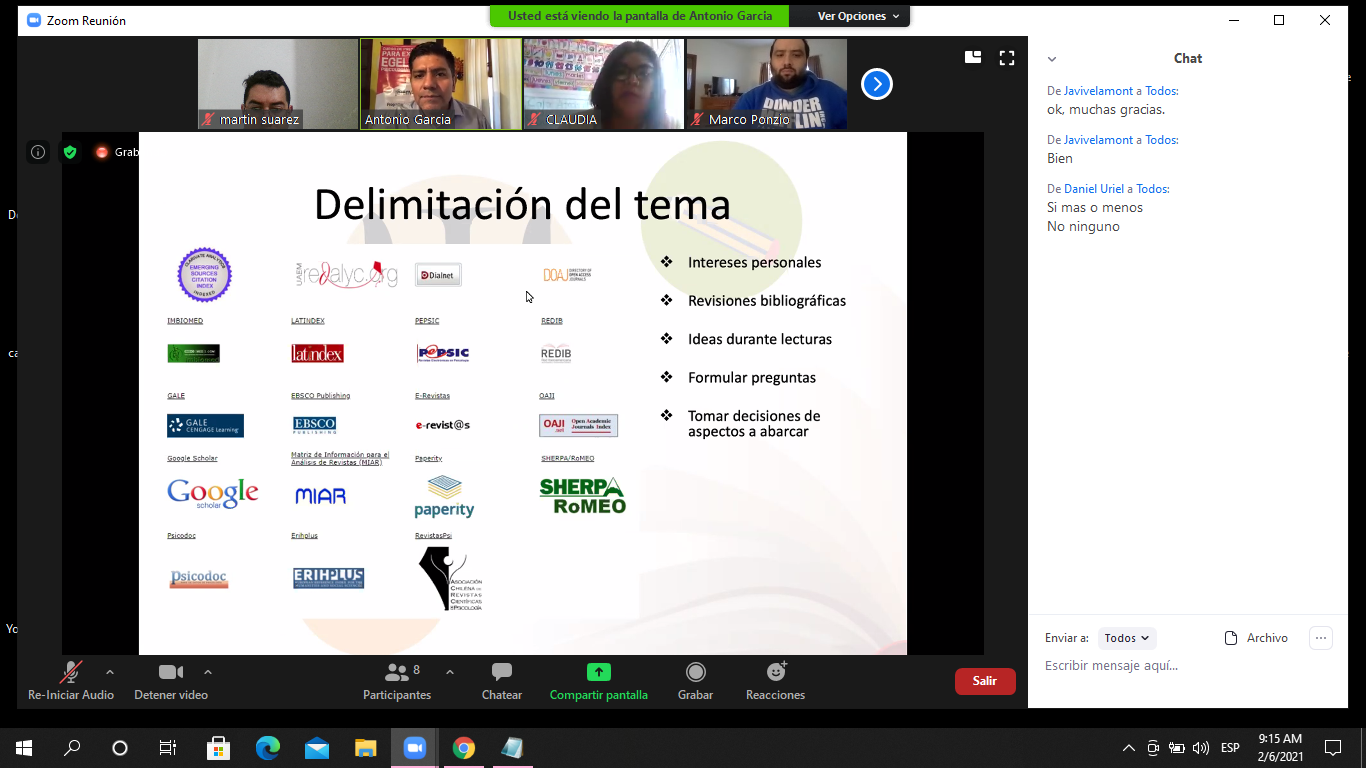 Zoom Reunión
Usted está viendo la pantalla de Antonio Garcia
Ver Opciones
martin suarez
Antonio Garcia
CLAUDIA
Marco Ponzio
Grab
Delimitación del tema
EMERGING
SOURCES
CITATION
INDEX
INDEXED
UAEM
redalyc.org
Dialnet
DOAJ
DIRECTORY OF
OPEN ACCESS
JOURNALS
IMBIOMED
LATINDEX
PEPSIC
REDIB
latindex
PePSIC
REDIB
GALE
EBSCO Publishing
E-Revistas
OAJI
GALE
CENGAGE Learning
EBSCO
PUBLISHING
e-revist@s
OAJI
.net
Open Academic
Journals Index
Google Scholar
Matriz de Información para el
Análisis de Revistas (MIAR)
Paperity
SHERPA/RoMEO
Google
scholar
MIAR
paperity
SHERPA
RoMEO
Psicodoc
Erihplus
RevistasPsi
Psicodoc
ERIHPLUS
ASOCIACIÓN
CHILENA DE
REVISTAS
CIENTÍFICAS
PSICOLOGÍA
❖ Intereses personales
❖ Revisiones bibliográficas
❖ Ideas durante lecturas
❖ Formular preguntas
❖ Tomar decisiones de
aspectos a abarcar
Chat
De Javivelamont a Todos:
ok, muchas gracias.
De Javivelamont a Todos:
Bien
De Daniel Uriel a Todos:
Si mas o menos
No ninguno
Enviar a: Todos
Archivo
Escribir mensaje aquí...
Re-Iniciar Audio
Detener video
Participantes
8
Chatear
Compartir pantalla
Grabar
Reacciones
Salir
ESP
9:15 AM
2/6/2021